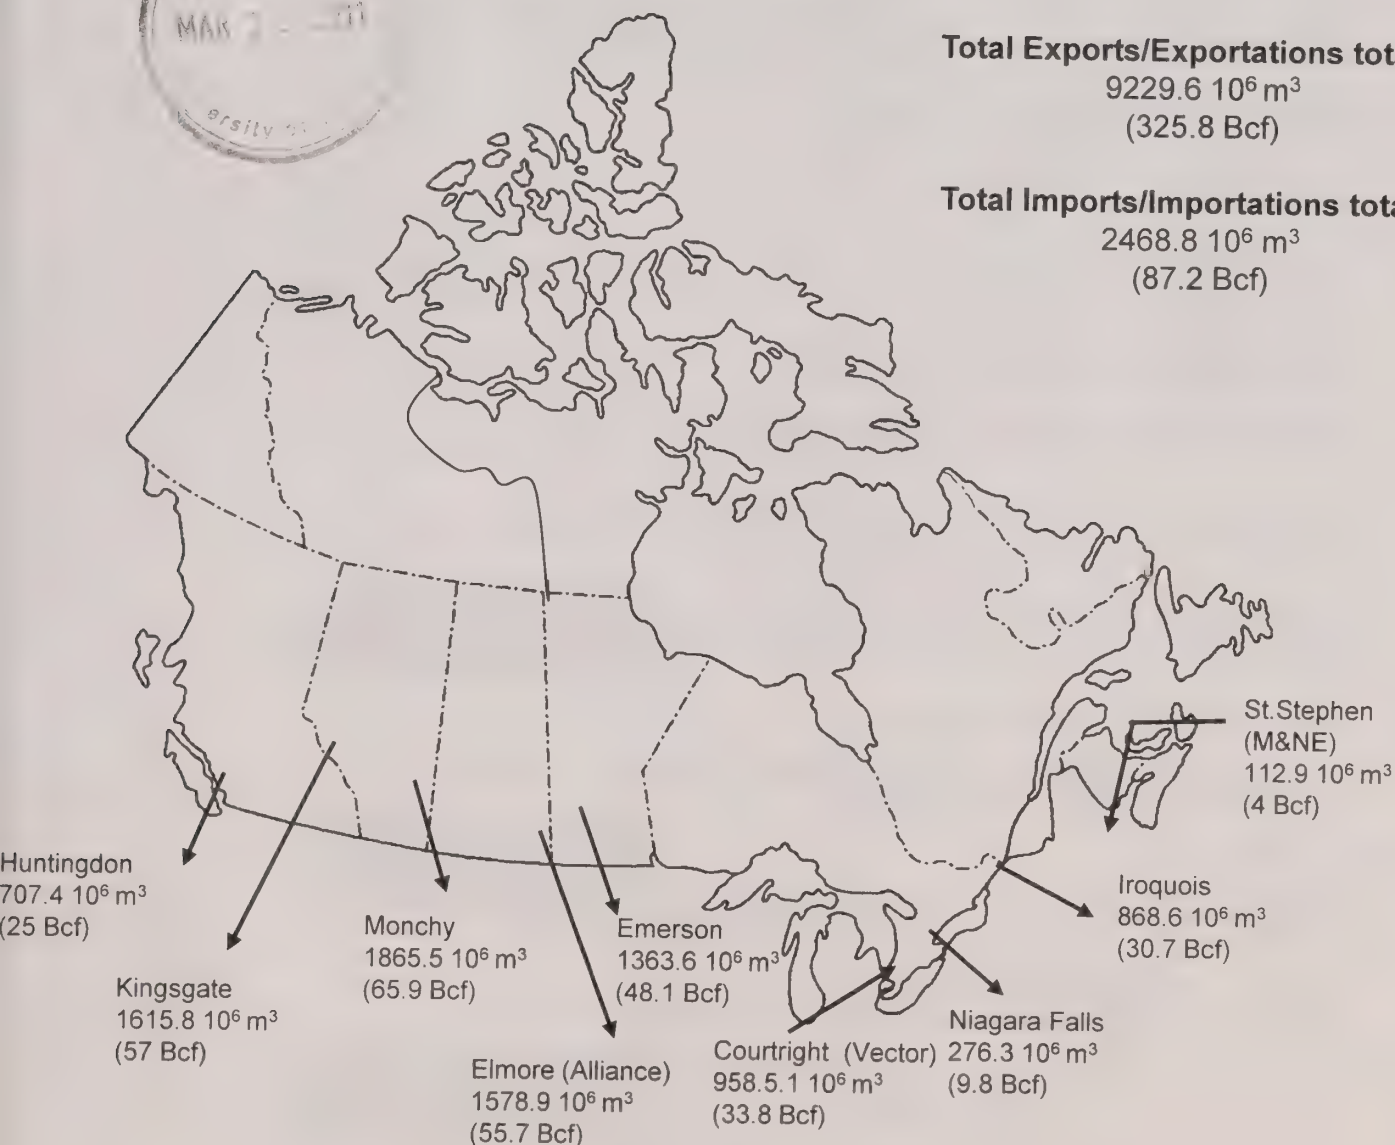 MAR 2
ersity
Total Exports/Exportations tot
9229.6 10⁶ m³
(325.8 Bcf)
Total Imports/Importations tota
2468.8 10⁶ m³
(87.2 Bcf)
St.Stephen
(M&NE)
112.9 10⁶ m³
(4 Bcf)
Huntingdon
707.4 10⁶ m³
(25 Bcf)
Iroquois
868.6 10⁶ m³
(30.7 Bcf)
Monchy
1865.5 10⁶ m³
(65.9 Bcf)
Emerson
1363.6 10⁶ m³
(48.1 Bcf)
Kingsgate
1615.8 10⁶ m³
(57 Bcf)
Niagara Falls
276.3 10⁶ m³
(9.8 Bcf)
Courtright (Vector)
958.5.1 10⁶ m³
(33.8 Bcf)
Elmore (Alliance)
1578.9 10⁶ m³
(55.7 Bcf)